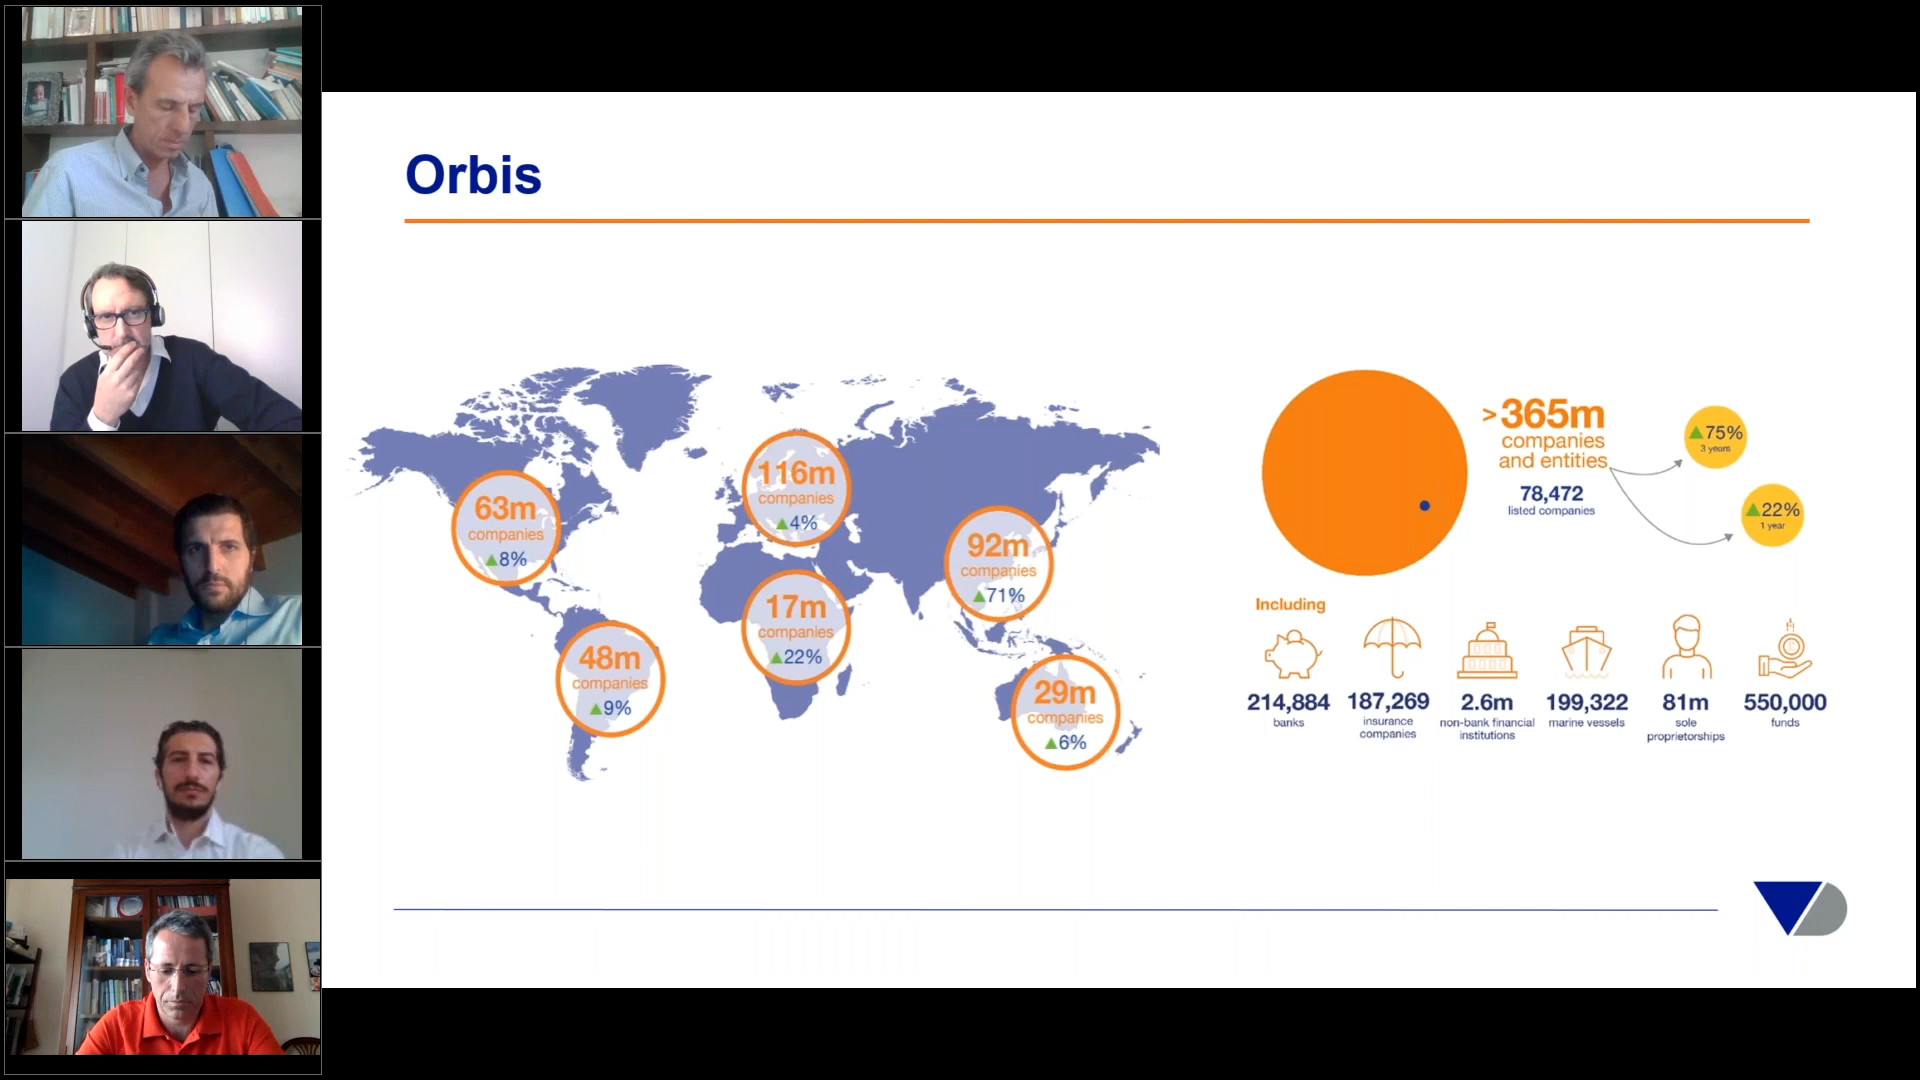 Orbis
63m
companies
▲8%
116m
companies
▲4%
92m
companies
▲71%
17m
companies
▲22%
48m
companies
▲9%
29m
companies
▲6%
>365m
companies
and entities
78,472
listed companies
▲75%
3 years
▲22%
1 year
Including
214,884
banks
187,269
insurance
companies
2.6m
non-bank financial
institutions
199,322
marine vessels
81m
sole
proprietorships
550,000
funds